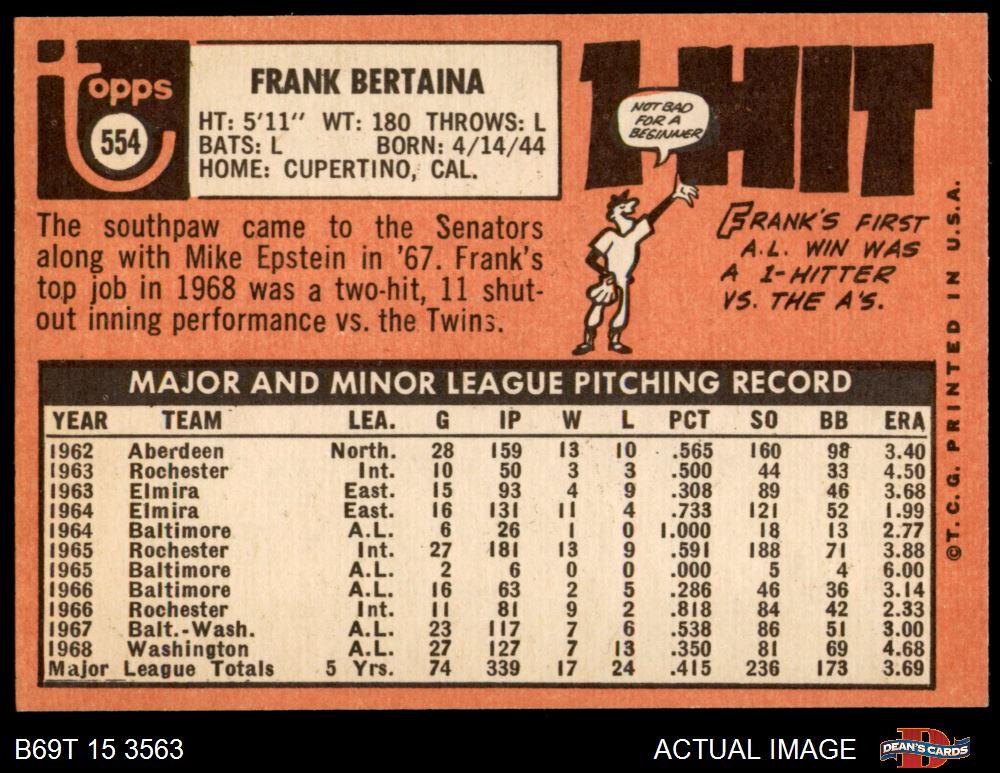 Topps
554
FRANK BERTAINA
HT: 5'11" WT: 180 THROWS: L
BATS: L BORN: 4/14/44
HOME: CUPERTINO, CAL.
The southpaw came to the Senators
along with Mike Epstein in '67. Frank's
top job in 1968 was a two-hit, 11 shut-
out inning performance vs. the Twins.
1-HIT
NOT BAD
FOR A
BEGINNER
FRANK'S FIRST
A.L. WIN WAS
A 1-HITTER
VS. THE A'S.
MAJOR AND MINOR LEAGUE PITCHING RECORD
YEAR TEAM LEA. G IP W L PCT SO BB ERA
1962 Aberdeen North. 28 159 13 10 .565 160 98 3.40
1963 Rochester Int. 10 50 3 3 .500 44 33 4.50
1963 Elmira East. 15 93 4 9 .308 89 46 3.68
1964 Elmira East. 16 131 11 4 .733 121 52 1.99
1964 Baltimore A.L. 6 26 1 0 1.000 18 13 2.77
1965 Rochester Int. 27 181 13 9 .591 188 71 3.88
1965 Baltimore A.L. 2 6 0 0 .000 5 4 6.00
1966 Baltimore A.L. 16 63 2 5 .286 46 36 3.14
1966 Rochester Int. 11 81 9 2 .818 84 42 2.33
1967 Balt.-Wash. A.L. 23 117 7 6 .538 86 51 3.00
1968 Washington A.L. 27 127 7 13 .350 81 69 4.68
Major League Totals 5 Yrs. 74 339 17 24 .415 236 173 3.69
©T.C.G. PRINTED IN U.S.A.
B69T 15 3563
ACTUAL IMAGE
DEAN'S CARDS